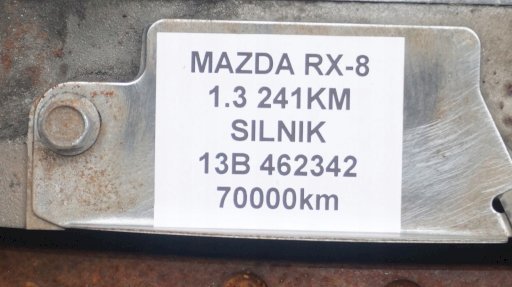 MAZDA RX-8
1.3 241KM
SILNIK
13B 462342
70000km